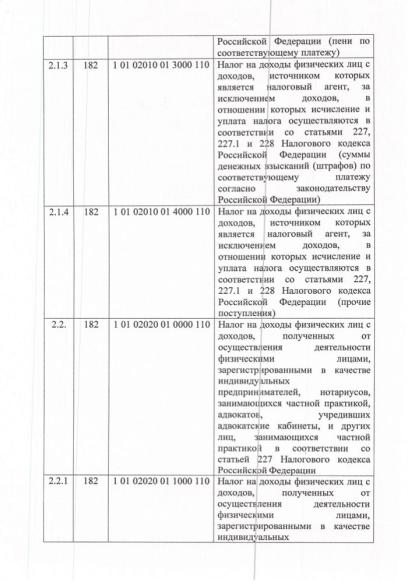 Российской Федерации (пени по
соответствующему платежу)
2.1.3 182 1 01 02010 01 3000 110 Налог на доходы физических лиц с
доходов, источником которых
является налоговый агент, за
исключением доходов, в
отношении которых исчисление и
уплата налога осуществляются в
соответствии со статьями 227,
227.1 и 228 Налогового кодекса
Российской Федерации (суммы
денежных взысканий (штрафов) по
соответствующему платежу
согласно законодательству
Российской Федерации)
2.1.4 182 1 01 02010 01 4000 110 Налог на доходы физических лиц с
доходов, источником которых
является налоговый агент, за
исключением доходов, в
отношении которых исчисление и
уплата налога осуществляются в
соответствии со статьями 227,
227.1 и 228 Налогового кодекса
Российской Федерации (прочие
поступления)
2.2. 182 1 01 02020 01 0000 110 Налог на доходы физических лиц с
доходов, полученных от
осуществления деятельности
физическими лицами,
зарегистрированными в качестве
индивидуальных
предпринимателей, нотариусов,
занимающихся частной практикой,
адвокатов, учредивших
адвокатские кабинеты, и других
лиц, занимающихся частной
практикой в соответствии со
статьей 227 Налогового кодекса
Российской Федерации
2.2.1 182 1 01 02020 01 1000 110 Налог на доходы физических лиц с
доходов, полученных от
осуществления деятельности
физическими лицами,
зарегистрированными в качестве
индивидуальных